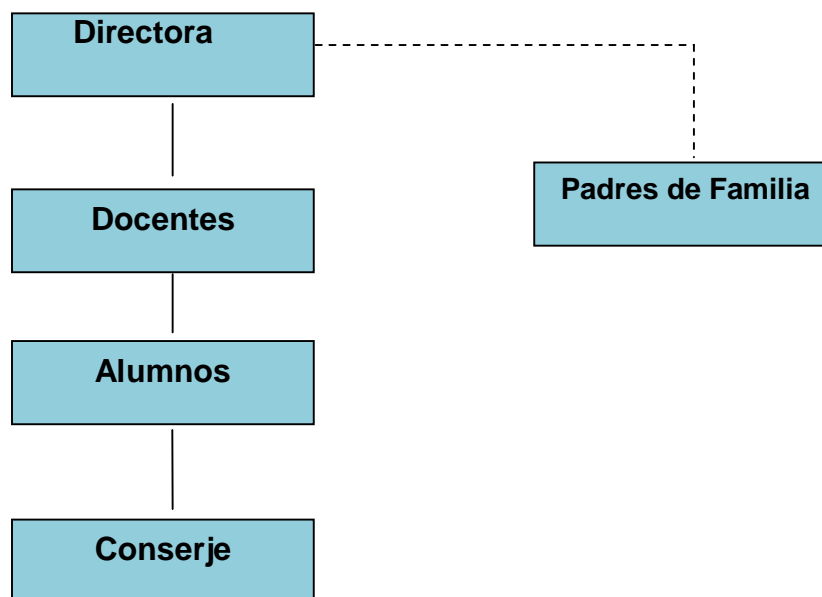 Directora
Padres de Familia
Docentes
Alumnos
Conserje